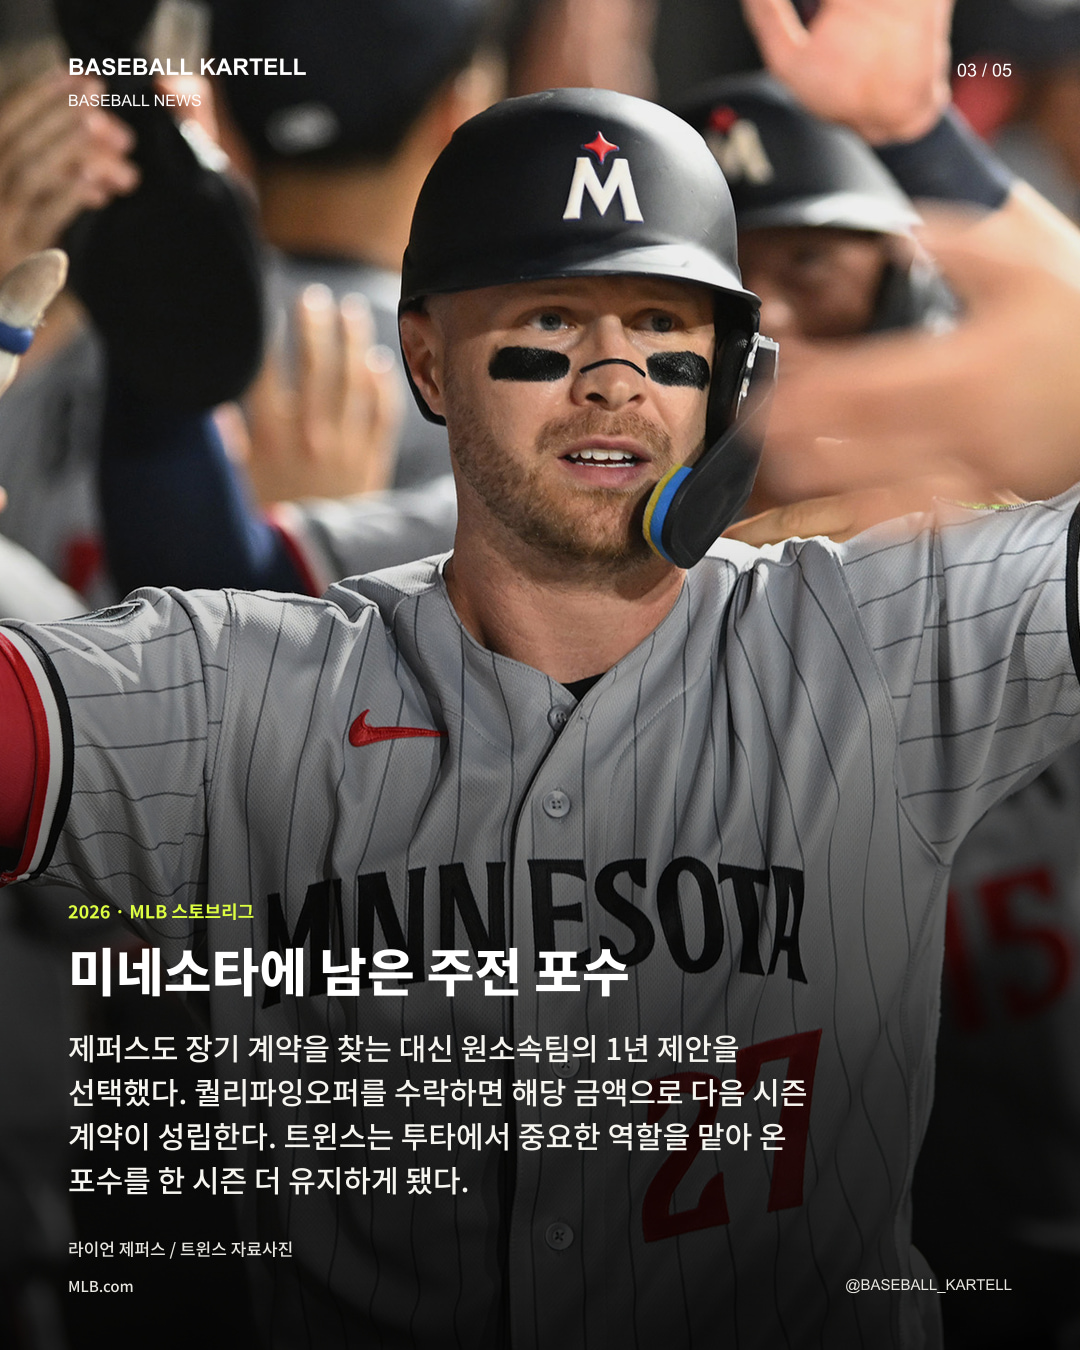 BASEBALL KARTELL
BASEBALL NEWS
03 / 05
M
MINNESOTA
27
15
2026 · MLB 스토브리그
미네소타에 남은 주전 포수
제퍼스도 장기 계약을 찾는 대신 원소속팀의 1년 제안을
선택했다. 퀄리파잉오퍼를 수락하면 해당 금액으로 다음 시즌
계약이 성립한다. 트윈스는 투타에서 중요한 역할을 맡아 온
포수를 한 시즌 더 유지하게 됐다.
라이언 제퍼스 / 트윈스 자료사진
MLB.com
@BASEBALL_KARTELL